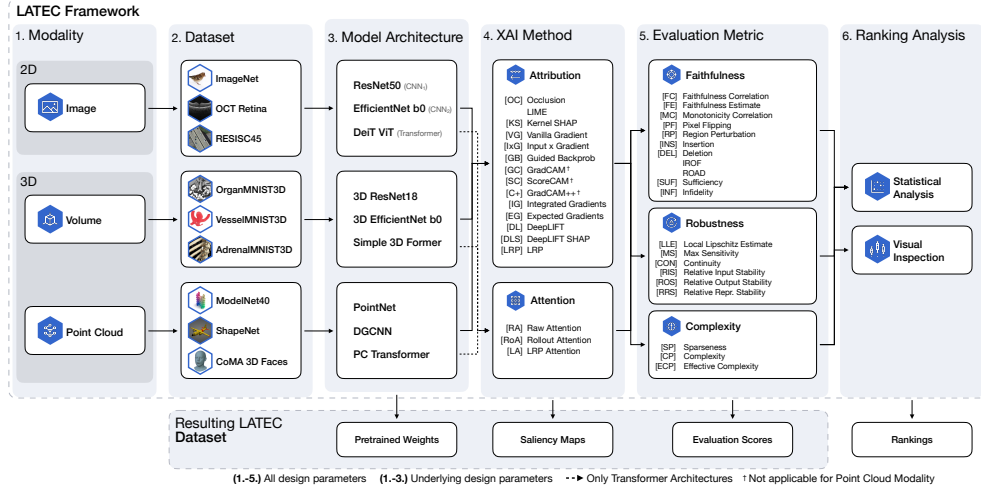 LATEC Framework
1. Modality
2D
Image
3D
Volume
Point Cloud
2. Dataset
ImageNet
OCT Retina
RESISC45
OrganMNIST3D
VesselMNIST3D
AdrenalMNIST3D
ModelNet40
ShapeNet
CoMA 3D Faces
3. Model Architecture
ResNet50 (CNN₁)
EfficientNet b0 (CNN₂)
DeiT ViT (Transformer)
3D ResNet18
3D EfficientNet b0
Simple 3D Former
PointNet
DGCNN
PC Transformer
4. XAI Method
Attribution
[OC] Occlusion
LIME
[KS] Kernel SHAP
[VG] Vanilla Gradient
[IxG] Input x Gradient
[GB] Guided Backprob
[GC] GradCAM†
[SC] ScoreCAM†
[C+] GradCAM++†
[IG] Integrated Gradients
[EG] Expected Gradients
[DL] DeepLIFT
[DLS] DeepLIFT SHAP
[LRP] LRP
Attention
[RA] Raw Attention
[RoA] Rollout Attention
[LA] LRP Attention
5. Evaluation Metric
Faithfulness
[FC] Faithfulness Correlation
[FE] Faithfulness Estimate
[MC] Monotonicity Correlation
[PF] Pixel Flipping
[RP] Region Perturbation
[INS] Insertion
[DEL] Deletion
IROF
ROAD
[SUF] Sufficiency
[INF] Infidelity
Robustness
[LLE] Local Lipschitz Estimate
[MS] Max Sensitivity
[CON] Continuity
[RIS] Relative Input Stability
[ROS] Relative Output Stability
[RRS] Relative Repr. Stability
Complexity
[SP] Sparseness
[CP] Complexity
[ECP] Effective Complexity
6. Ranking Analysis
Statistical
Analysis
Visual
Inspection
Resulting LATEC
Dataset
Pretrained Weights
Saliency Maps
Evaluation Scores
Rankings
(1.-5.) All design parameters (1.-3.) Underlying design parameters Only Transformer Architectures †Not applicable for Point Cloud Modality